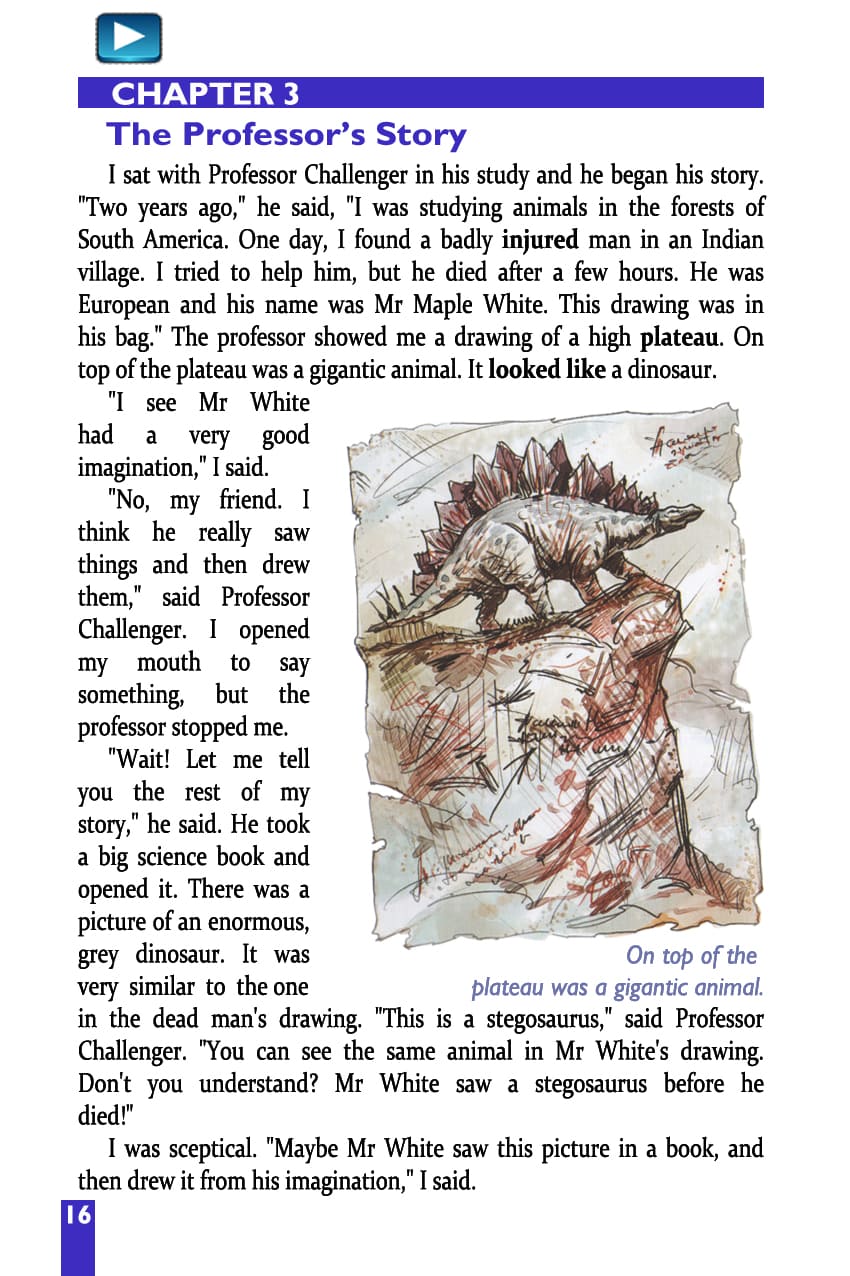 CHAPTER 3
The Professor's Story
I sat with Professor Challenger in his study and he began his story.
"Two years ago," he said, "I was studying animals in the forests of
South America. One day, I found a badly injured man in an Indian
village. I tried to help him, but he died after a few hours. He was
European and his name was Mr Maple White. This drawing was in
his bag." The professor showed me a drawing of a high plateau. On
top of the plateau was a gigantic animal. It looked like a dinosaur.
"I see Mr White
had a very good
imagination," I said.
"No, my friend. I
think he really saw
things and then drew
them," said Professor
Challenger. I opened
my mouth to say
something, but the
professor stopped me.
"Wait! Let me tell
you the rest of my
story," he said. He took
a big science book and
opened it. There was a
picture of an enormous,
grey dinosaur. It was
very similar to the one
On top of the
plateau was a gigantic animal.
in the dead man's drawing. "This is a stegosaurus," said Professor
Challenger. "You can see the same animal in Mr White's drawing.
Don't you understand? Mr White saw a stegosaurus before he
died!"
I was sceptical. "Maybe Mr White saw this picture in a book, and
then drew it from his imagination," I said.
16